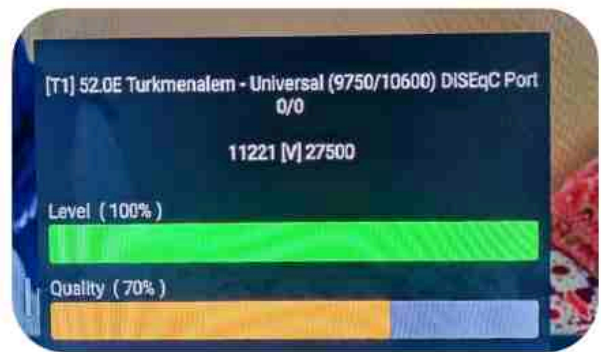 [T1] 52.0E Turkmenalem - Universal (9750/10600) DISEqC Port
0/0
11221 [V] 27500
Level ( 100% )
Quality ( 70% )